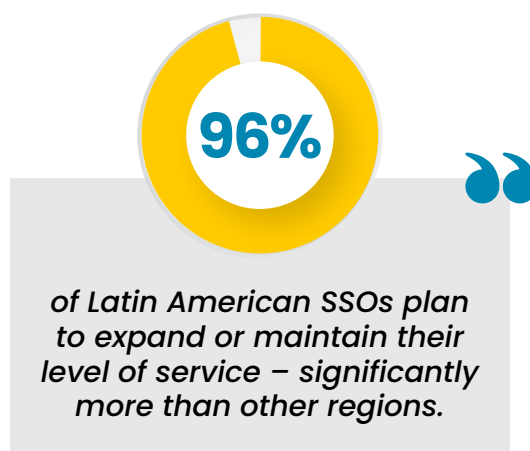 96%
“
of Latin American SSOs plan
to expand or maintain their
level of service – significantly
more than other regions.